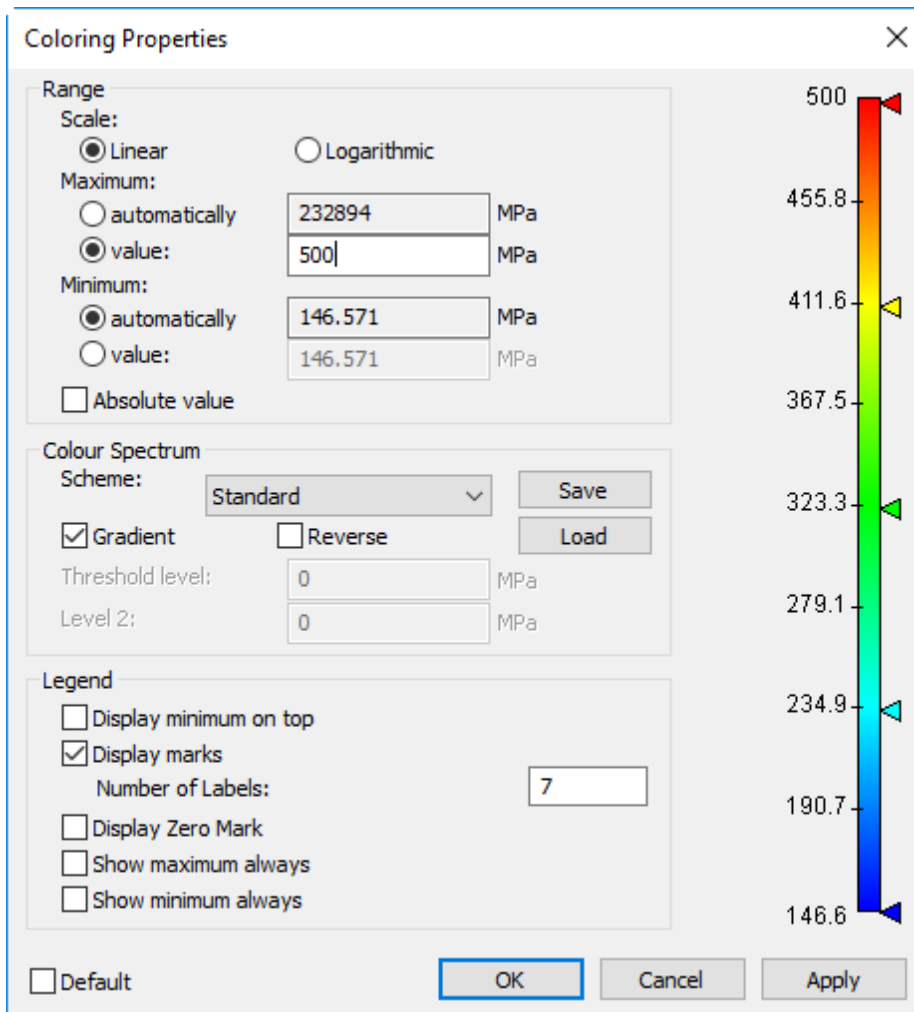 Coloring Properties
Range
Scale:
Linear
Logarithmic
Maximum:
automatically
232894
MPa
value:
500
MPa
Minimum:
automatically
146.571
MPa
value:
146.571
MPa
Absolute value
Colour Spectrum
Scheme:
Standard
Save
Gradient
Reverse
Load
Threshold level:
0
MPa
Level 2:
0
MPa
Legend
Display minimum on top
Display marks
Number of Labels:
7
Display Zero Mark
Show maximum always
Show minimum always
500
455.8
411.6
367.5
323.3
279.1
234.9
190.7
146.6
Default
OK
Cancel
Apply